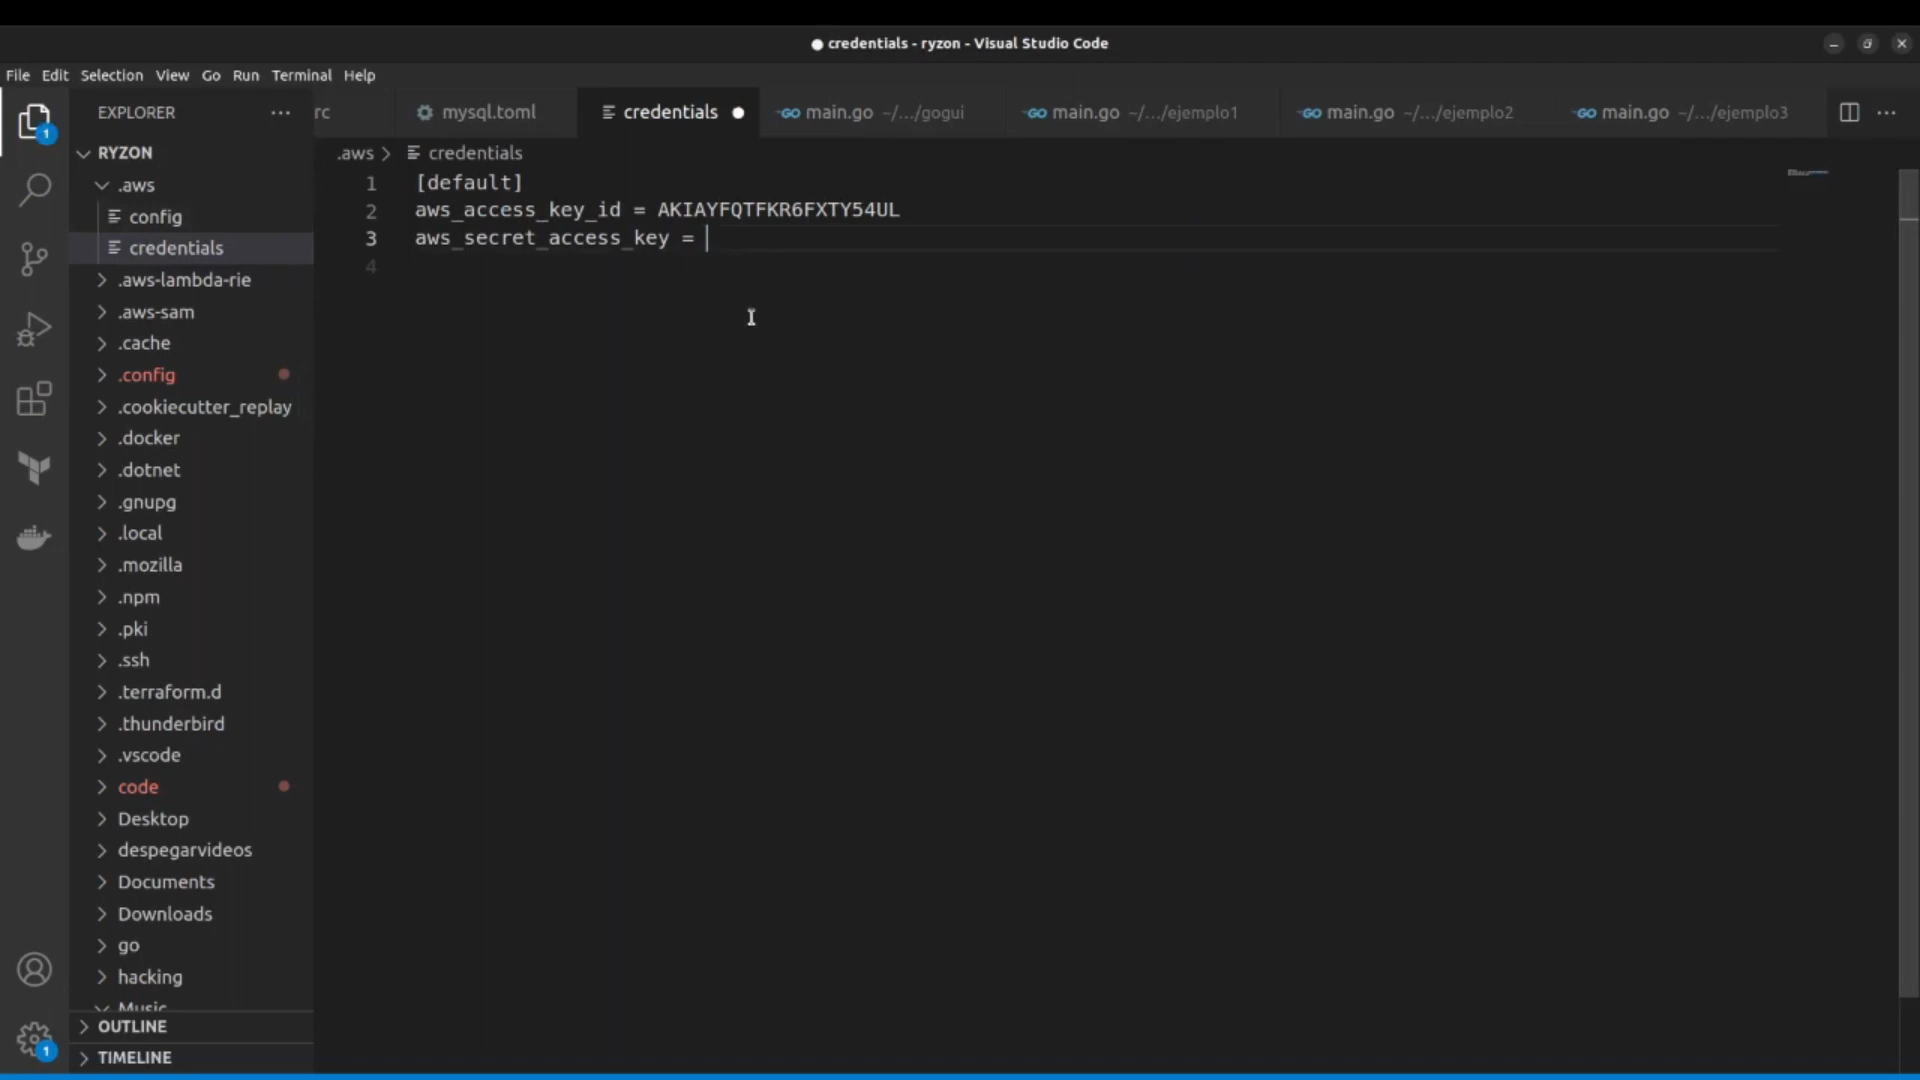 credentials - ryzon - Visual Studio Code
File Edit Selection View Go Run Terminal Help
EXPLORER
rc
mysql.toml
credentials
main.go ~/.../gogui
main.go ~/.../ejemplo1
main.go ~/.../ejemplo2
main.go ~/.../ejemplo3
RYZON
.aws
config
credentials
.aws-lambda-rie
.aws-sam
.cache
.config
.cookiecutter_replay
.docker
.dotnet
.gnupg
.local
.mozilla
.npm
.pki
.ssh
.terraform.d
.thunderbird
.vscode
code
Desktop
despegarvideos
Documents
Downloads
go
hacking
Music
OUTLINE
TIMELINE
1
1
.aws > credentials
1 [default]
2 aws_access_key_id = AKIAYFQTFKR6FXTY54UL
3 aws_secret_access_key =
4